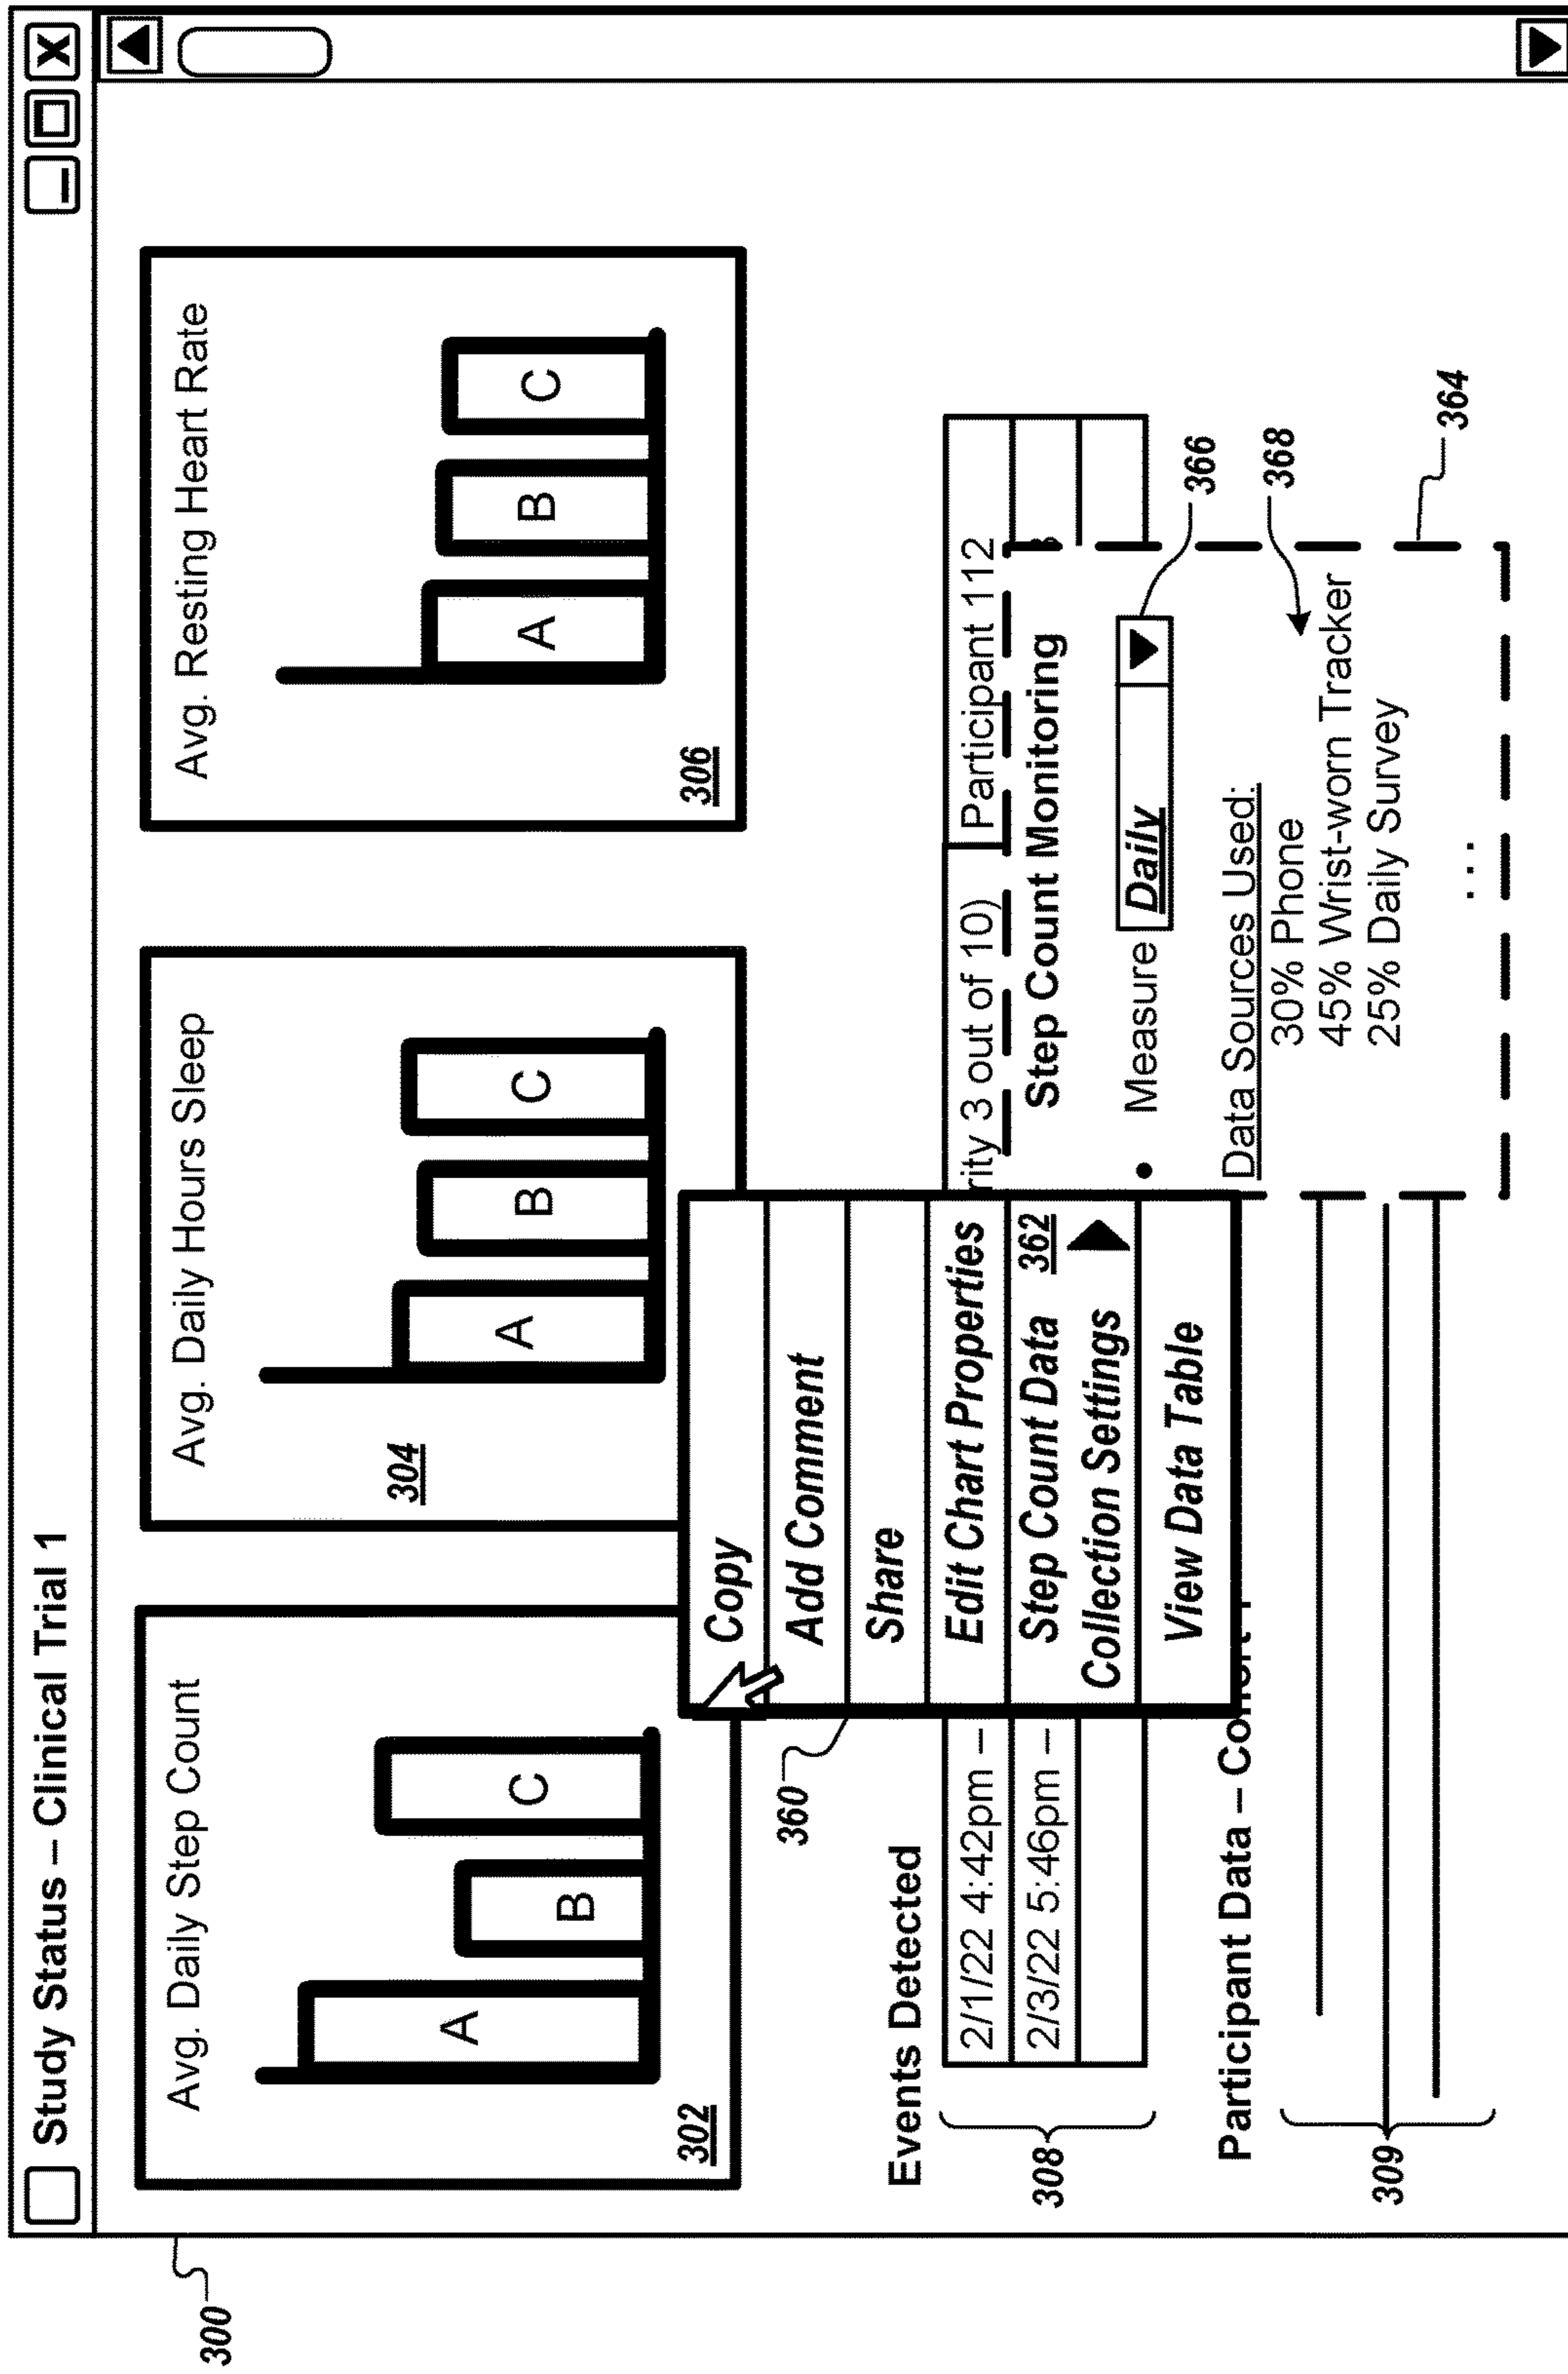 300
Study Status – Clinical Trial 1
X
Avg. Daily Step Count
A
B
C
302
Avg. Daily Hours Sleep
A
B
C
304
Avg. Resting Heart Rate
A
B
C
306
Copy
Add Comment
Share
Edit Chart Properties
Step Count Data 362
Collection Settings
View Data Table
360
Events Detected
308
2/1/22 4:42pm –
3 out of 10)
Participant 112
2/3/22 5:46pm –
Step Count Monitoring
• Measure Daily
366
Data Sources Used:
368
30% Phone
45% Wrist-worn Tracker
25% Daily Survey
...
364
Participant Data –
309